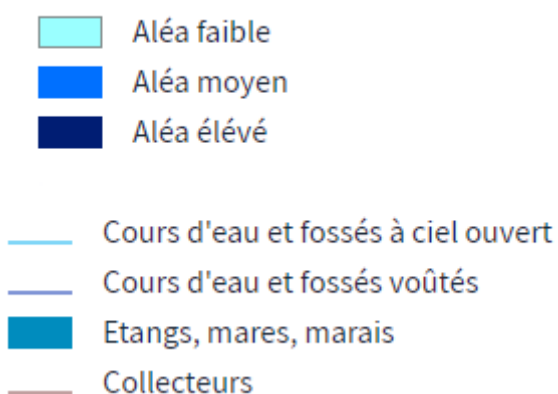 Aléa faible
Aléa moyen
Aléa élévé
Cours d'eau et fossés à ciel ouvert
Cours d'eau et fossés voûtés
Etangs, mares, marais
Collecteurs